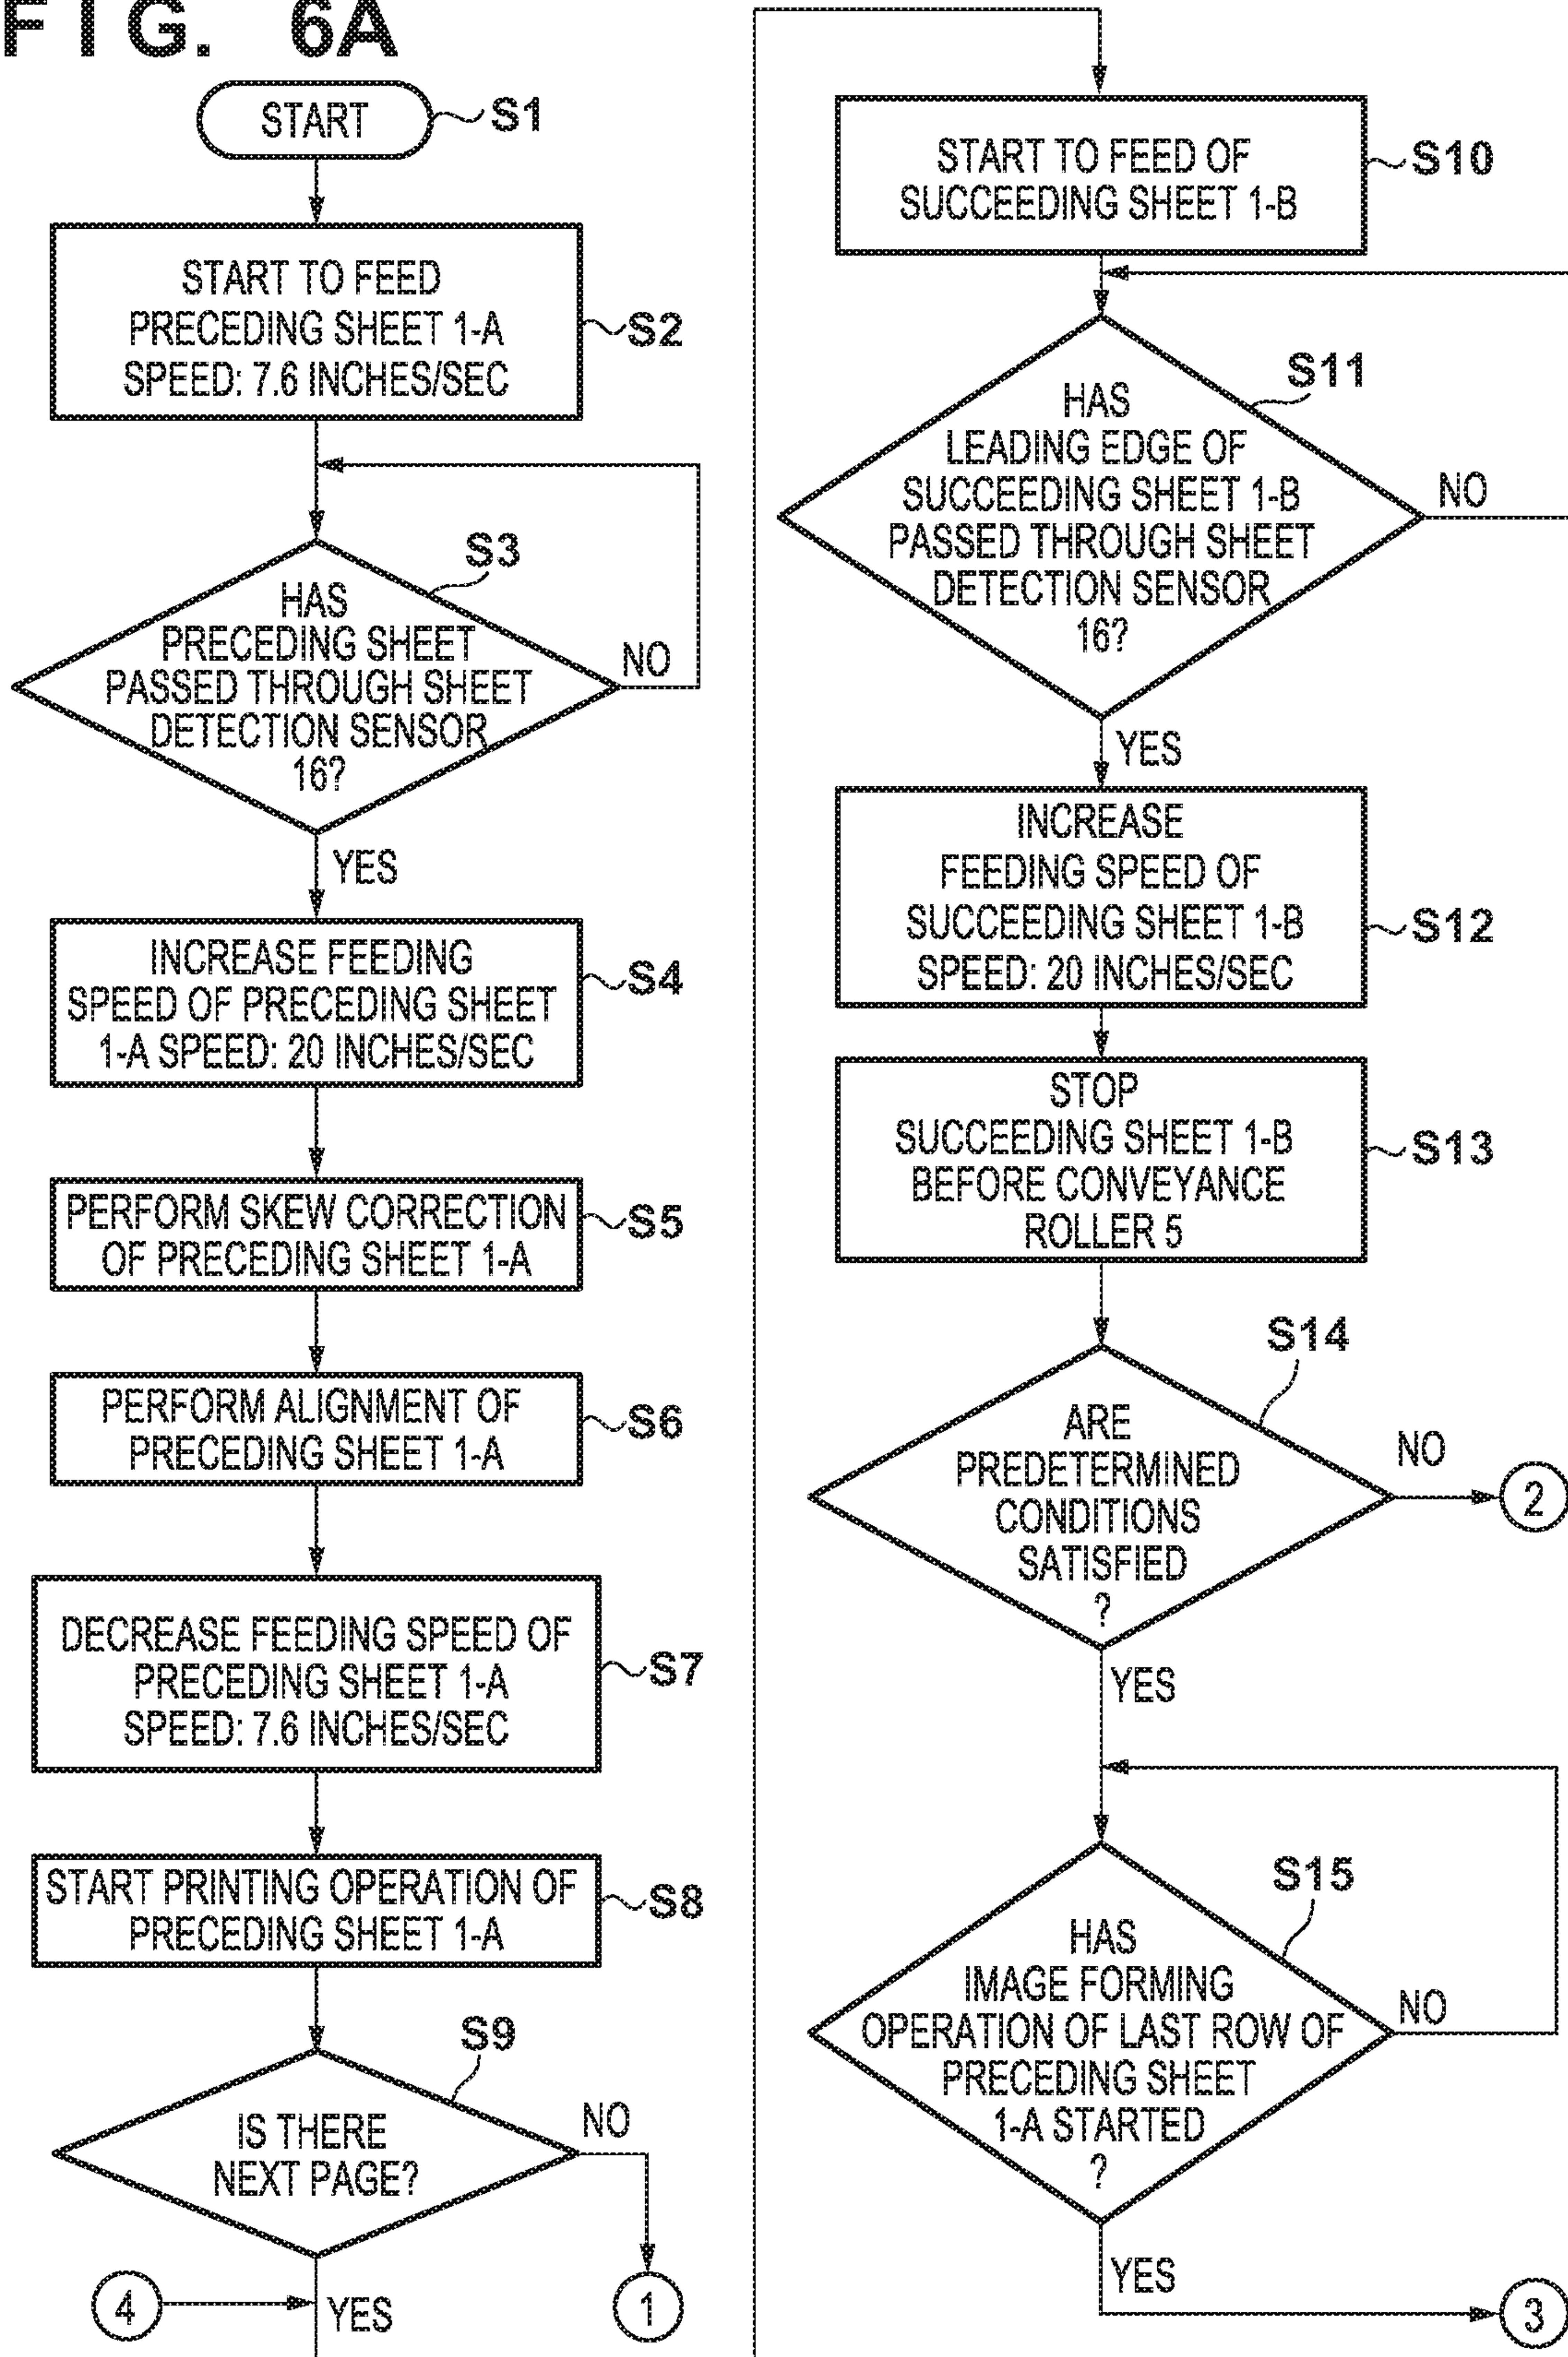 FIG. 6A
START
S1
START TO FEED
PRECEDING SHEET 1-A
SPEED: 7.6 INCHES/SEC
S2
S3
HAS
PRECEDING SHEET
PASSED THROUGH SHEET
DETECTION SENSOR
16?
NO
YES
INCREASE FEEDING
SPEED OF PRECEDING SHEET
1-A SPEED: 20 INCHES/SEC
S4
PERFORM SKEW CORRECTION
OF PRECEDING SHEET 1-A
S5
PERFORM ALIGNMENT OF
PRECEDING SHEET 1-A
S6
DECREASE FEEDING SPEED OF
PRECEDING SHEET 1-A
SPEED: 7.6 INCHES/SEC
S7
START PRINTING OPERATION OF
PRECEDING SHEET 1-A
S8
S9
IS THERE
NEXT PAGE?
NO
4
YES
1
START TO FEED OF
SUCCEEDING SHEET 1-B
S10
S11
HAS
LEADING EDGE OF
SUCCEEDING SHEET 1-B
PASSED THROUGH SHEET
DETECTION SENSOR
16?
NO
YES
INCREASE
FEEDING SPEED OF
SUCCEEDING SHEET 1-B
SPEED: 20 INCHES/SEC
S12
STOP
SUCCEEDING SHEET 1-B
BEFORE CONVEYANCE
ROLLER 5
S13
S14
ARE
PREDETERMINED
CONDITIONS
SATISFIED
?
NO
2
YES
S15
HAS
IMAGE FORMING
OPERATION OF LAST ROW OF
PRECEDING SHEET
1-A STARTED
?
NO
YES
3